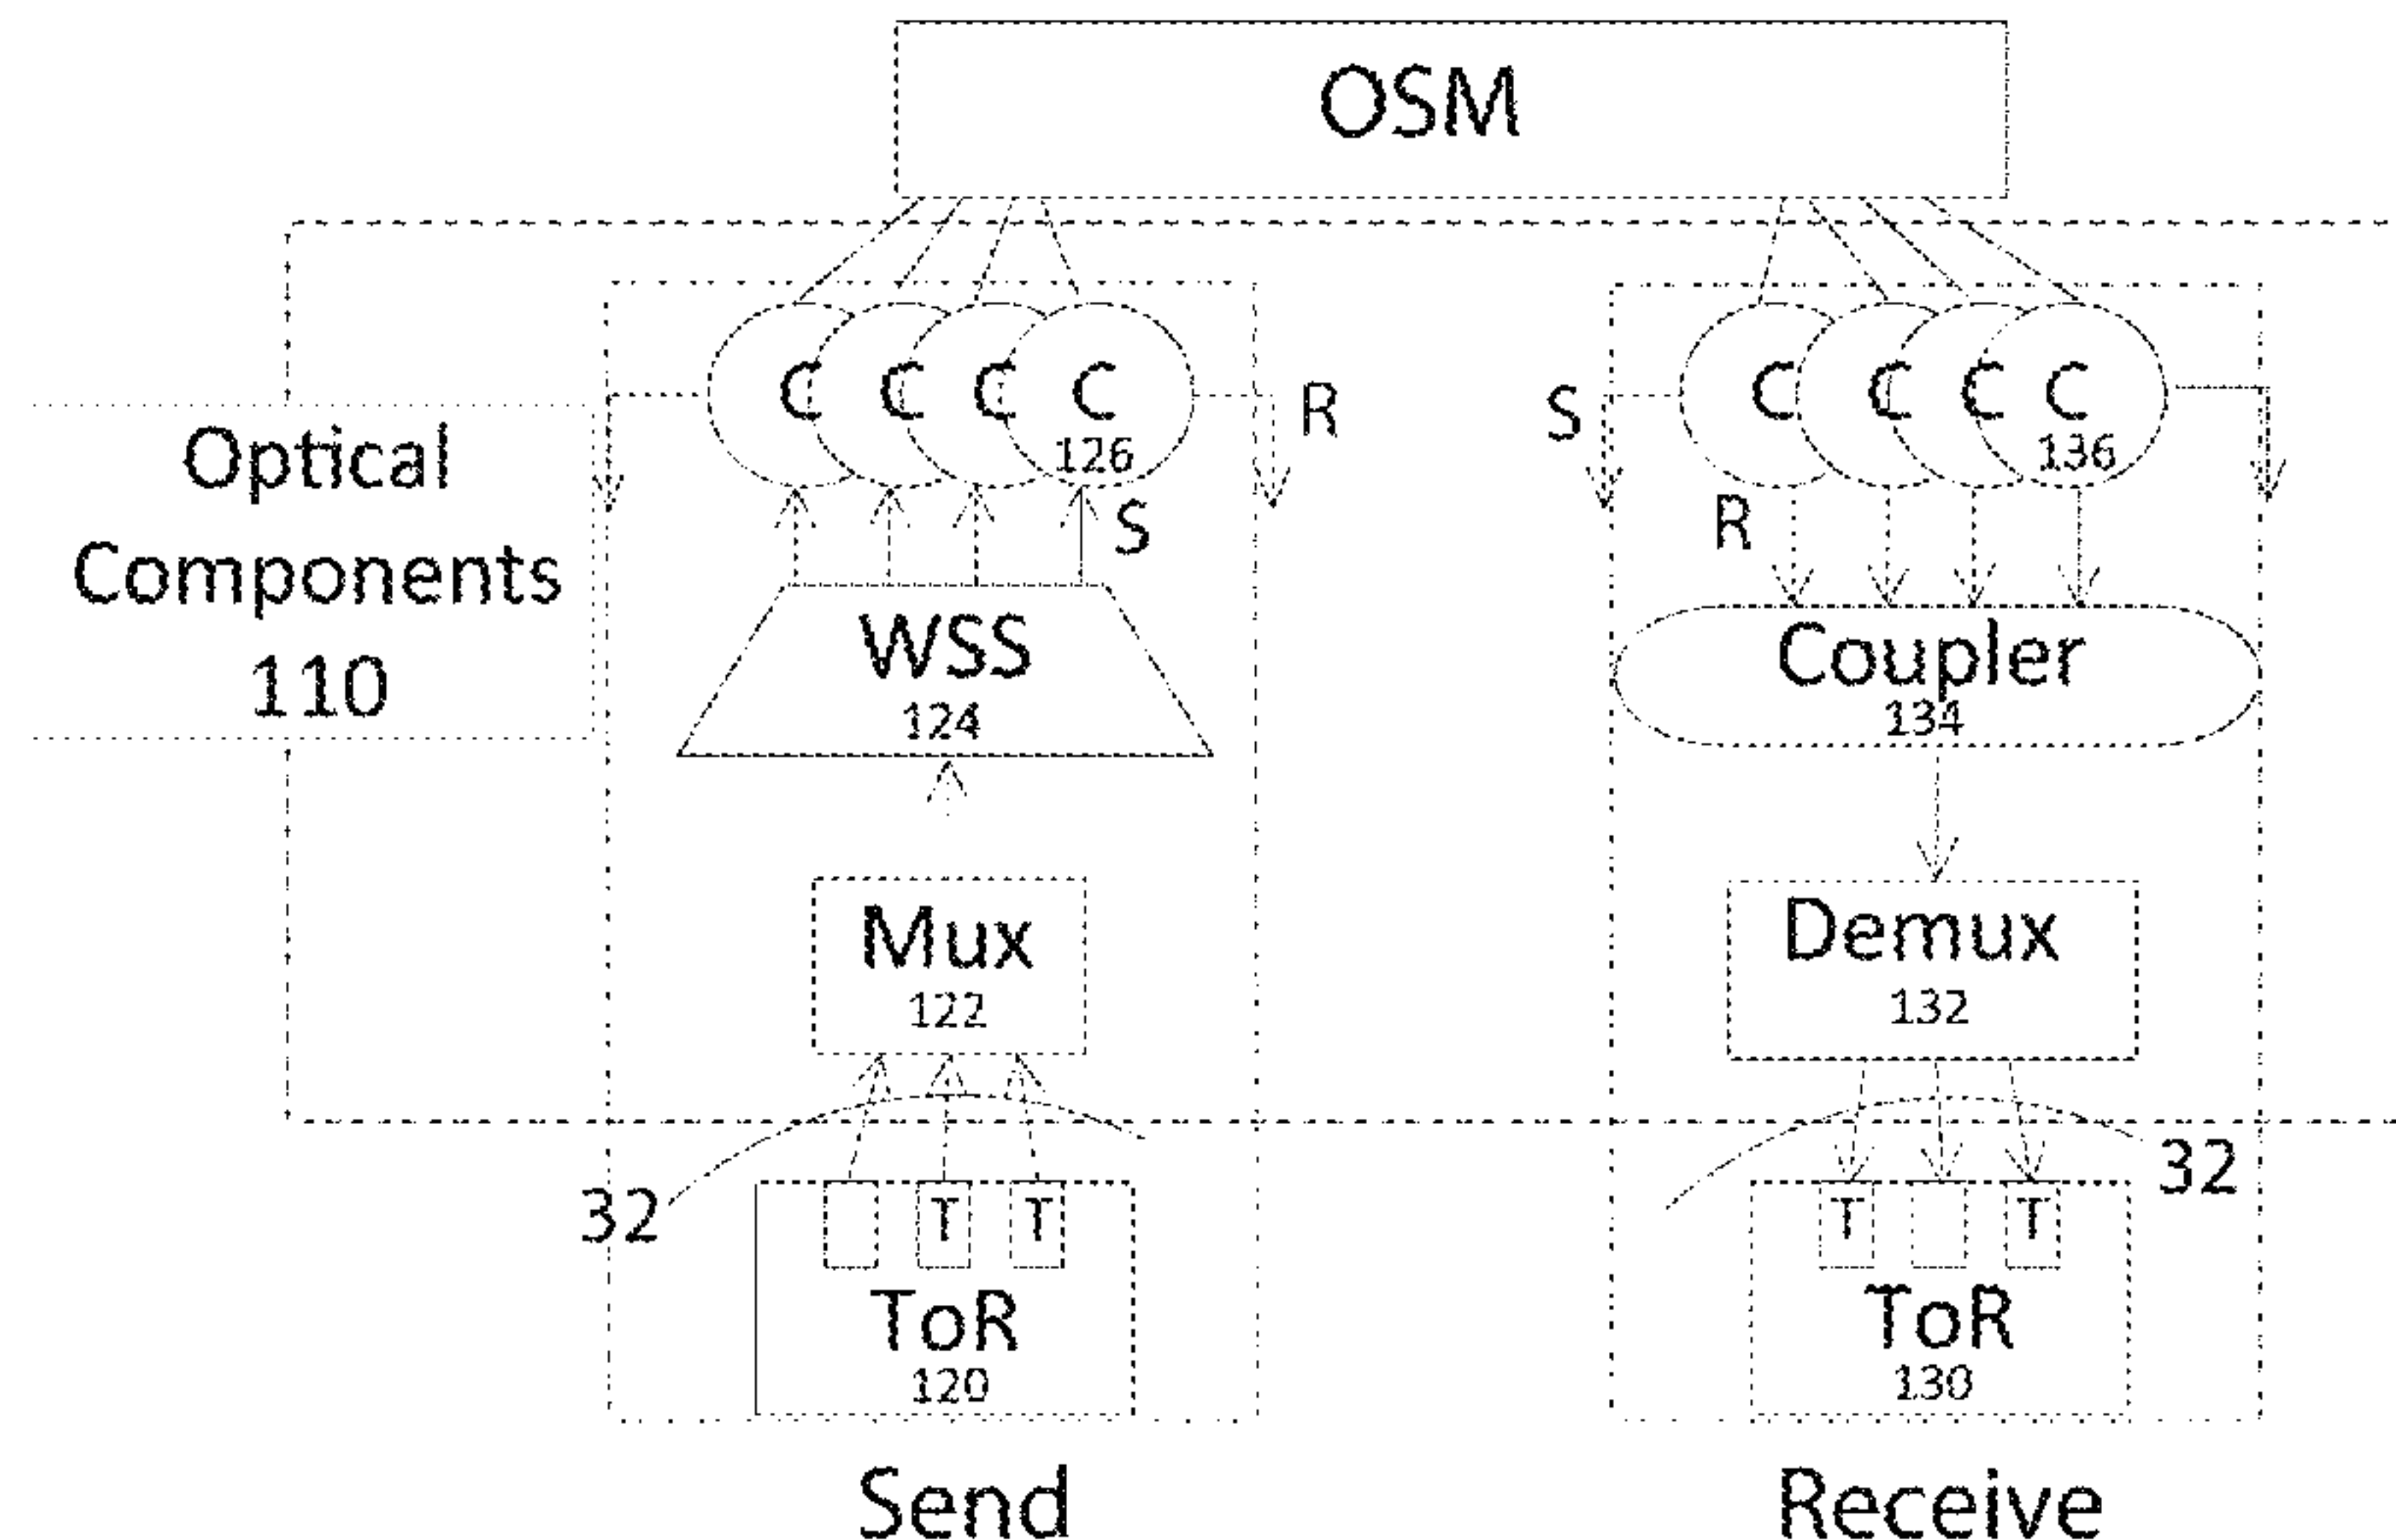 OSM
C C C C
126
R
S
C C C C
136
S
R
Optical
Components
110
WSS
124
Coupler
134
Mux
122
Demux
132
32
32
T T
T T
ToR
120
ToR
130
Send
Receive